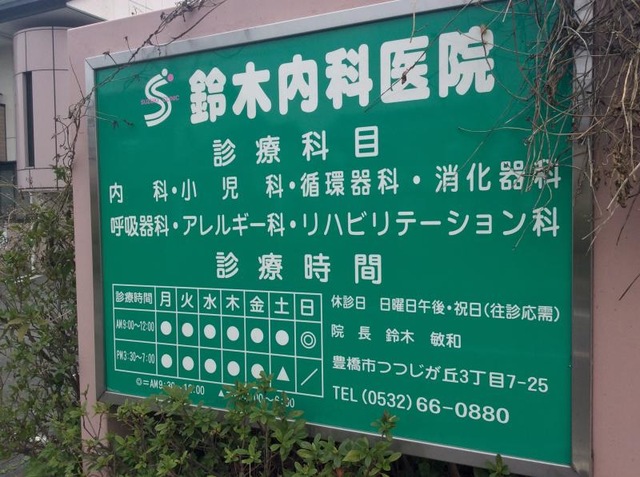 鈴木内科医院
診療科目
内科・小児科・循環器科・消化器科
呼吸器科・アレルギー科・リハビリテーション科
診療時間
診療時間 月 火 水 木 金 土 日
AM9:00〜12:00 ● ● ● ● ● ● ◎
PM3:30〜7:00 ● ● ● ● ● ▲ ／
◎=AM9:30〜12:00 ▲
休診日 日曜日午後・祝日(往診応需)
院長 鈴木 敏和
豊橋市つつじが丘3丁目7-25
TEL (0532) 66-0880